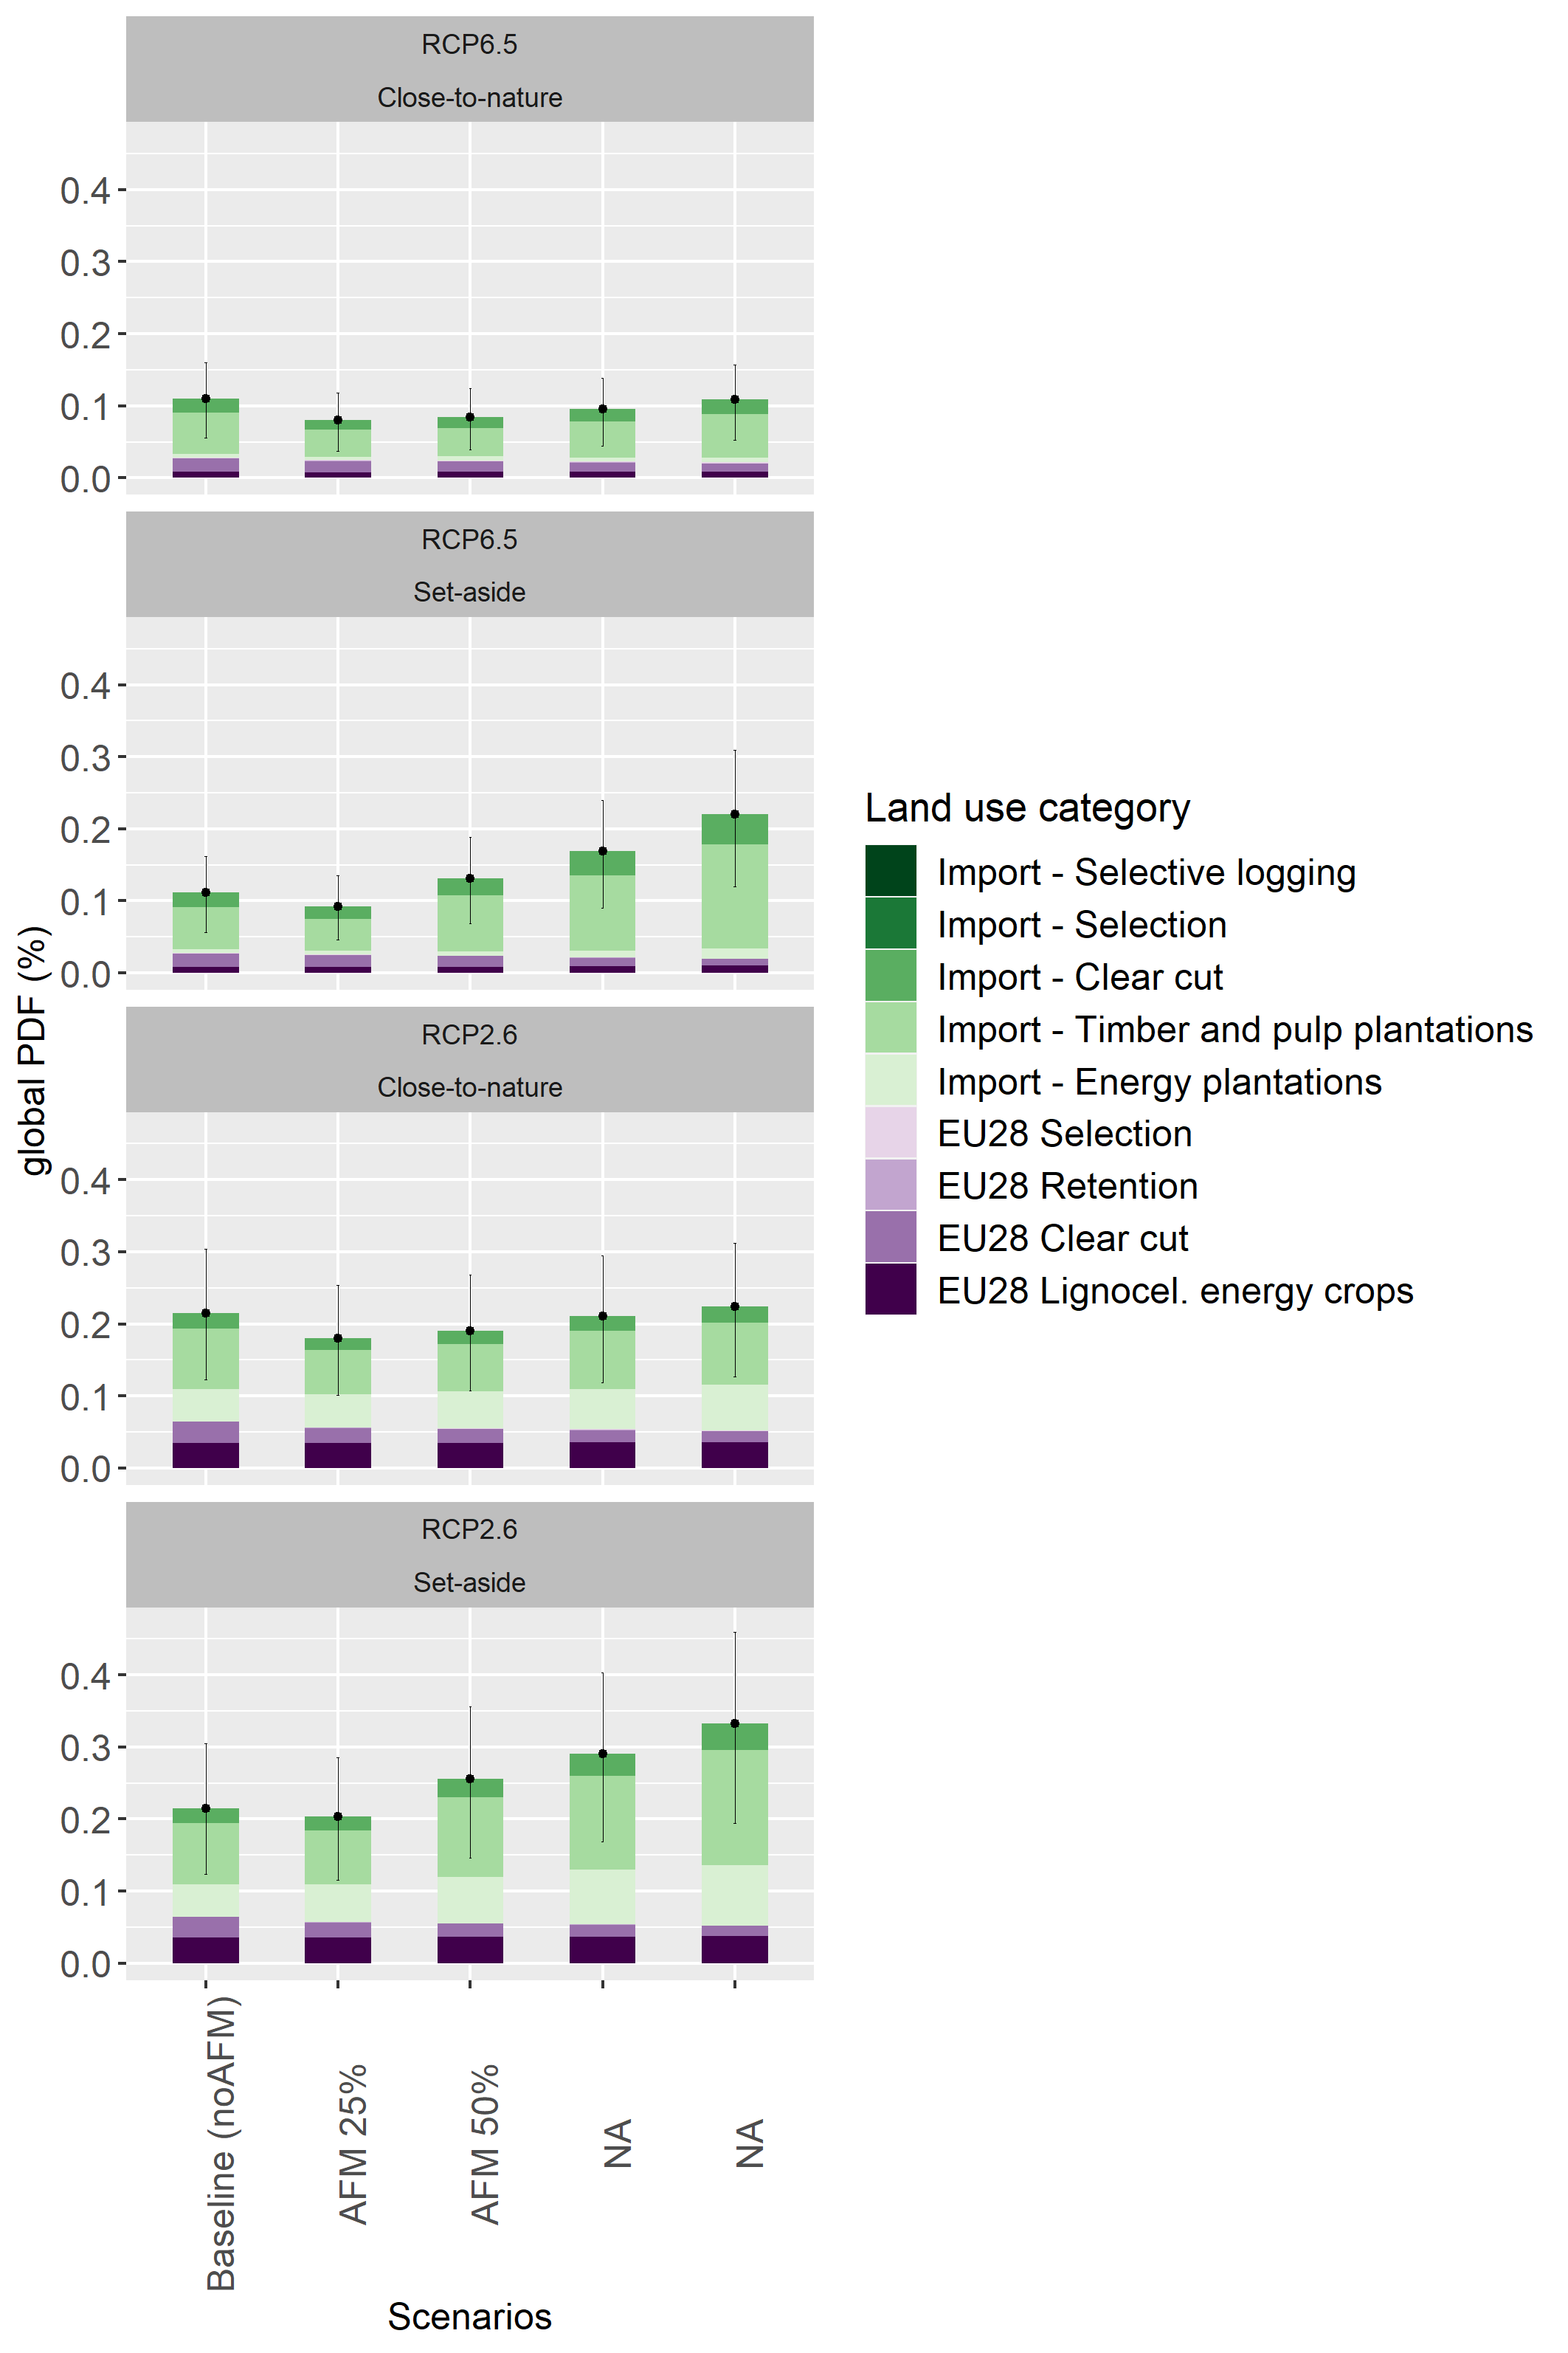 RCP6.5
Close-to-nature
0.4
0.3
0.2
0.1
0.0
RCP6.5
Set-aside
0.4
0.3
0.2
0.1
0.0
RCP2.6
Close-to-nature
0.4
0.3
0.2
0.1
0.0
RCP2.6
Set-aside
0.4
0.3
0.2
0.1
0.0
global PDF (%)
Baseline (noAFM)
AFM 25%
AFM 50%
NA
NA
Scenarios
Land use category
Import - Selective logging
Import - Selection
Import - Clear cut
Import - Timber and pulp plantations
Import - Energy plantations
EU28 Selection
EU28 Retention
EU28 Clear cut
EU28 Lignocel. energy crops